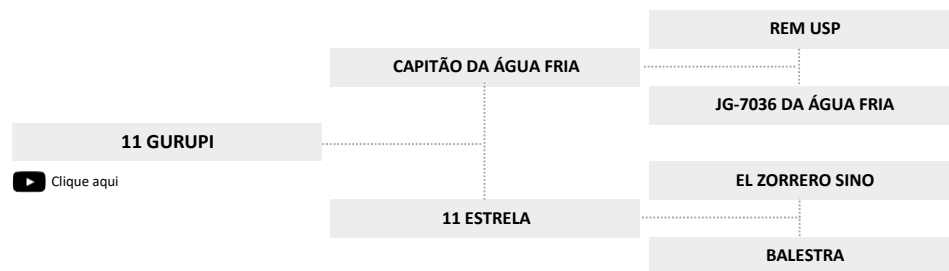 REM USP
CAPITÃO DA ÁGUA FRIA
JG-7036 DA ÁGUA FRIA
11 GURUPI
Clique aqui
EL ZORRERO SINO
11 ESTRELA
BALESTRA